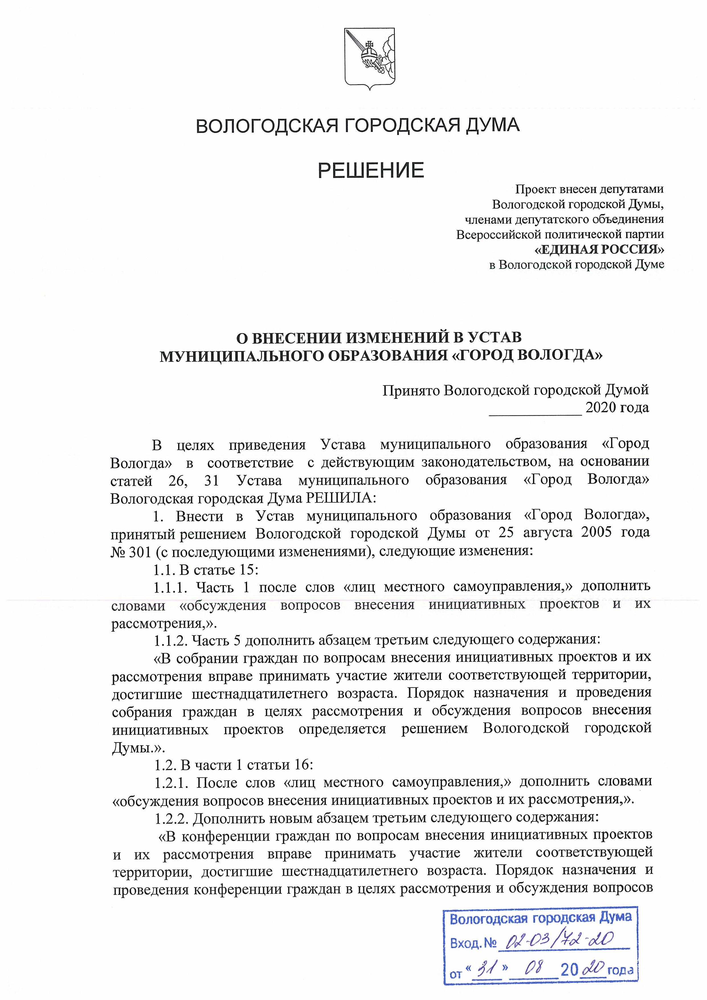 ВОЛОГОДСКАЯ ГОРОДСКАЯ ДУМА
РЕШЕНИЕ
Проект внесен депутатами
Вологодской городской Думы,
членами депутатского объединения
Всероссийской политической партии
«ЕДИНАЯ РОССИЯ»
в Вологодской городской Думе
О ВНЕСЕНИИ ИЗМЕНЕНИЙ В УСТАВ
МУНИЦИПАЛЬНОГО ОБРАЗОВАНИЯ «ГОРОД ВОЛОГДА»
Принято Вологодской городской Думой
____________ 2020 года
В целях приведения Устава муниципального образования «Город
Вологда» в соответствие с действующим законодательством, на основании
статей 26, 31 Устава муниципального образования «Город Вологда»
Вологодская городская Дума РЕШИЛА:
1. Внести в Устав муниципального образования «Город Вологда»,
принятый решением Вологодской городской Думы от 25 августа 2005 года
№ 301 (с последующими изменениями), следующие изменения:
1.1. В статье 15:
1.1.1. Часть 1 после слов «лиц местного самоуправления,» дополнить
словами «обсуждения вопросов внесения инициативных проектов и их
рассмотрения,».
1.1.2. Часть 5 дополнить абзацем третьим следующего содержания:
«В собрании граждан по вопросам внесения инициативных проектов и их
рассмотрения вправе принимать участие жители соответствующей территории,
достигшие шестнадцатилетнего возраста. Порядок назначения и проведения
собрания граждан в целях рассмотрения и обсуждения вопросов внесения
инициативных проектов определяется решением Вологодской городской
Думы.».
1.2. В части 1 статьи 16:
1.2.1. После слов «лиц местного самоуправления,» дополнить словами
«обсуждения вопросов внесения инициативных проектов и их рассмотрения,».
1.2.2. Дополнить новым абзацем третьим следующего содержания:
«В конференции граждан по вопросам внесения инициативных проектов
и их рассмотрения вправе принимать участие жители соответствующей
территории, достигшие шестнадцатилетнего возраста. Порядок назначения и
проведения конференции граждан в целях рассмотрения и обсуждения вопросов
Вологодская городская Дума
Вход. № 02-03/72-20
от "31" 08 2020 года